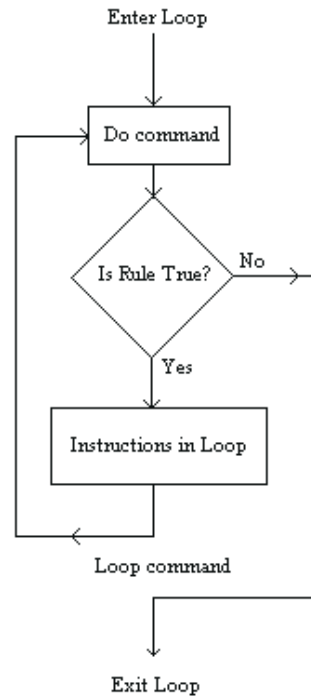 Enter Loop
Do command
Is Rule True?
No
Yes
Instructions in Loop
Loop command
Exit Loop